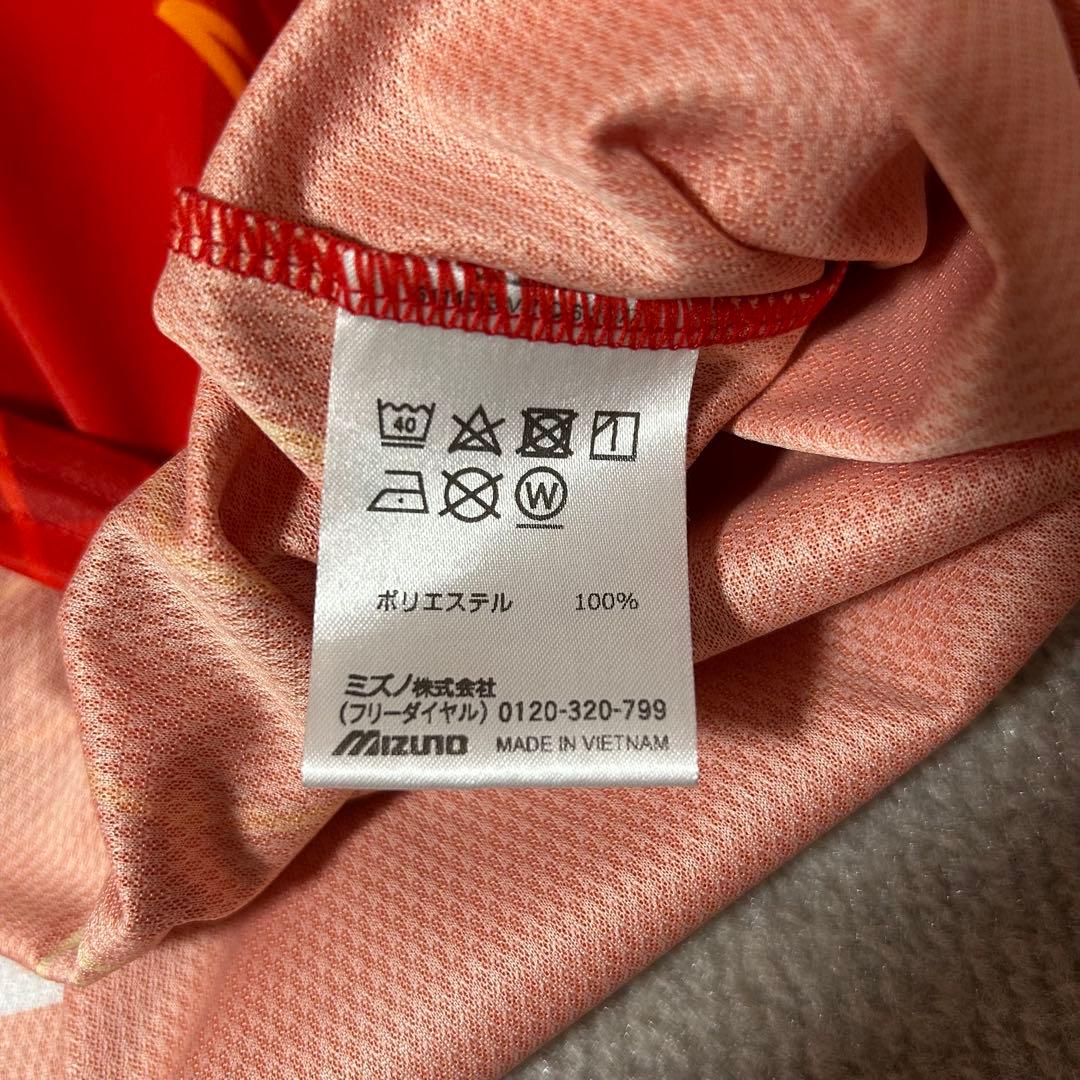 40
W
ポリエステル 100%
ミズノ株式会社
(フリーダイヤル) 0120-320-799
MIZUNO MADE IN VIETNAM